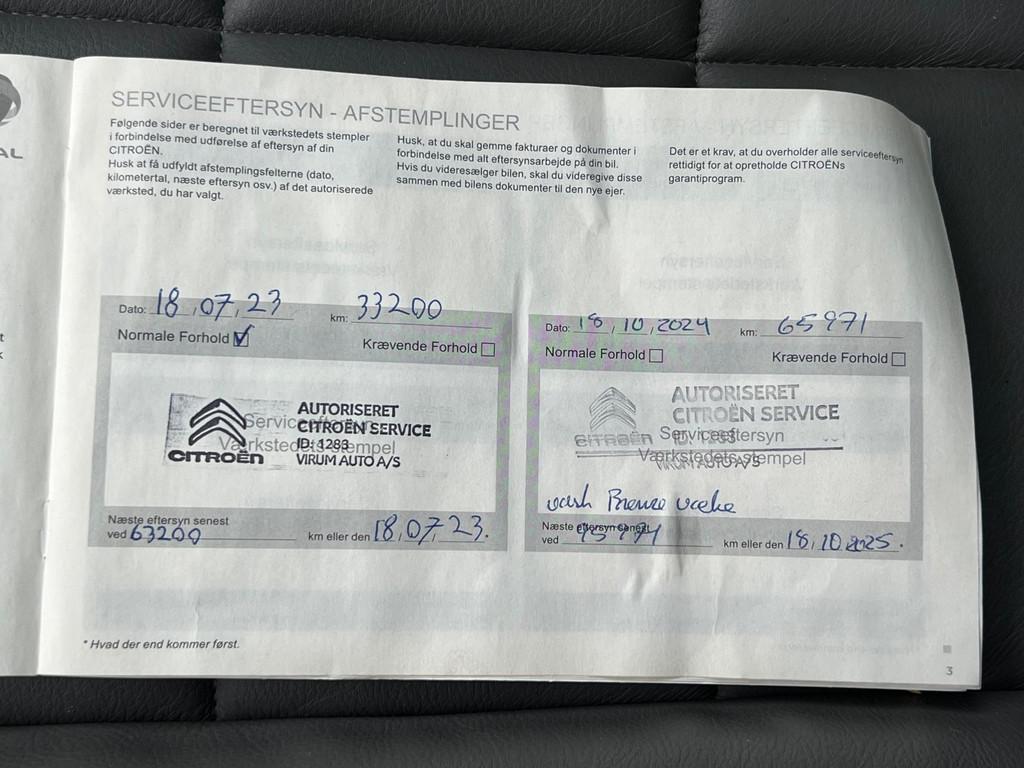 AL
SERVICEEFTERSYN - AFSTEMPLINGER
Følgende sider er beregnet til værkstedets stempler
i forbindelse med udførelse af eftersyn af din
CITROËN.
Husk at få udfyldt afstemplingsfelterne (dato,
kilometertal, næste eftersyn osv.) af det autoriserede
værksted, du har valgt.
Husk, at du skal gemme fakturaer og dokumenter i
forbindelse med alt eftersynsarbejde på din bil.
Hvis du videresælger bilen, skal du videregive disse
sammen med bilens dokumenter til den nye ejer.
Det er et krav, at du overholder alle serviceeftersyn
rettidigt for at opretholde CITROËNs
garantiprogram.
Dato: 18.07.23 km: 33200
Normale Forhold Krævende Forhold
Serviceeftersyn
Værkstedets stempel
CITROËN
AUTORISERET
CITROËN SERVICE
ID: 1283
VIRUM AUTO A/S
Næste eftersyn senest
ved 63200 km eller den 18.07.23.
Dato: 18.10.2024 km: 65971
Normale Forhold Krævende Forhold
CITROËN
AUTORISERET
CITROËN SERVICE
Serviceeftersyn
Værkstedets stempel
VIRUM AUTO A/S
Næste eftersyn senest
ved 95971 km eller den 18.10.2025.
* Hvad der end kommer først.
3